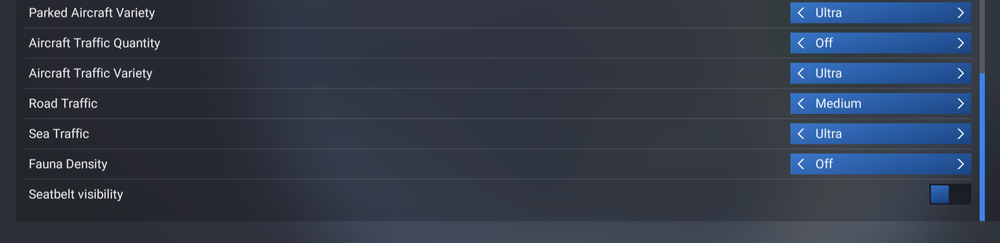 Parked Aircraft Variety Ultra
Aircraft Traffic Quantity Off
Aircraft Traffic Variety Ultra
Road Traffic Medium
Sea Traffic Ultra
Fauna Density Off
Seatbelt visibility